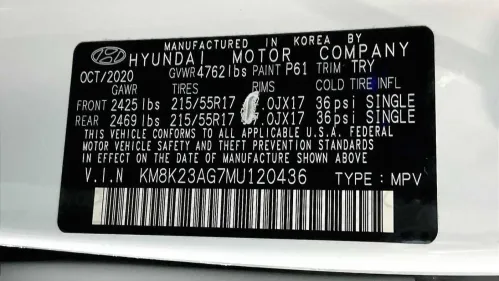 MANUFACTURED IN KOREA BY
HYUNDAI MOTOR COMPANY
OCT/2020 GVWR 4762 lbs PAINT P61 TRIM TRY
GAWR TIRES RIMS COLD TIRE INFL
FRONT 2425 lbs 215/55R17 .0JX17 36psi SINGLE
REAR 2469 lbs 215/55R17 .0JX17 36psi SINGLE
THIS VEHICLE CONFORMS TO ALL APPLICABLE U.S.A. FEDERAL
MOTOR VEHICLE SAFETY BUMPER, AND THEFT PREVENTION STANDARDS
IN EFFECT ON THE DATE OF MANUFACTURE SHOWN ABOVE.
V.I.N KM8K23AG7MU120436 TYPE : MPV